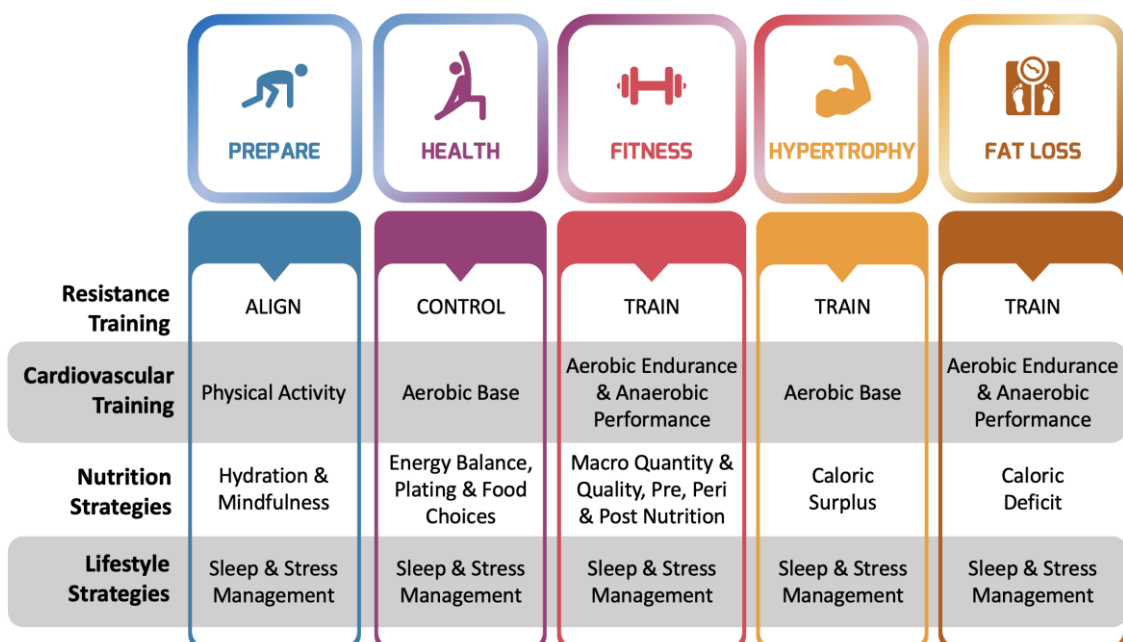 PREPARE
HEALTH
FITNESS
HYPERTROPHY
FAT LOSS
Resistance
Training
ALIGN
CONTROL
TRAIN
TRAIN
TRAIN
Cardiovascular
Training
Physical Activity
Aerobic Base
Aerobic Endurance
& Anaerobic
Performance
Aerobic Base
Aerobic Endurance
& Anaerobic
Performance
Nutrition
Strategies
Hydration &
Mindfulness
Energy Balance,
Plating & Food
Choices
Macro Quantity &
Quality, Pre, Peri
& Post Nutrition
Caloric
Surplus
Caloric
Deficit
Lifestyle
Strategies
Sleep & Stress
Management
Sleep & Stress
Management
Sleep & Stress
Management
Sleep & Stress
Management
Sleep & Stress
Management